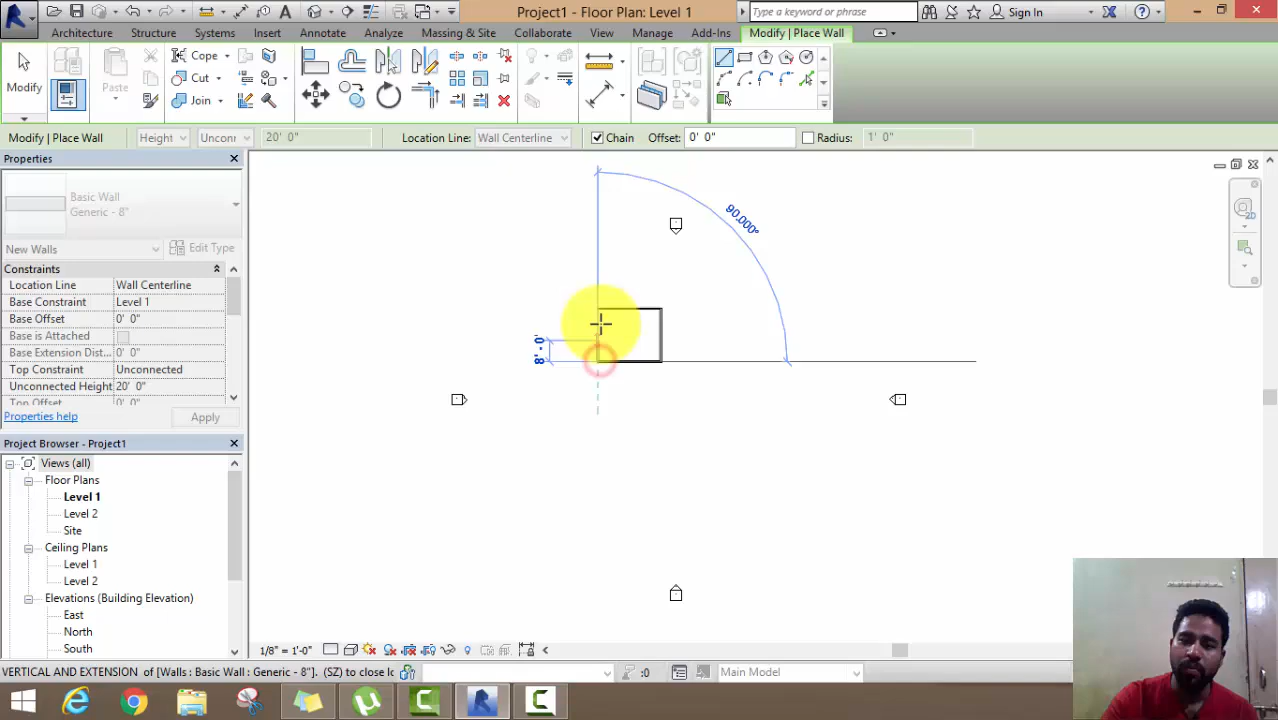 Project1 - Floor Plan: Level 1
Type a keyword or phrase
Sign In
Architecture Structure Systems Insert Annotate Analyze Massing & Site Collaborate View Manage Add-Ins Modify | Place Wall
Modify
Paste
Cope
Cut
Join
Modify | Place Wall
Height
Uncon
20' 0"
Location Line: Wall Centerline
Chain
Offset: 0' 0"
Radius: 1' 0"
Properties
Basic Wall
Generic - 8"
New Walls
Edit Type
Constraints
Location Line Wall Centerline
Base Constraint Level 1
Base Offset 0' 0"
Base is Attached
Base Extension Dist... 0' 0"
Top Constraint Unconnected
Unconnected Height 20' 0"
Top Offset 0' 0"
Properties help
Apply
Project Browser - Project1
Views (all)
Floor Plans
Level 1
Level 2
Site
Ceiling Plans
Level 1
Level 2
Elevations (Building Elevation)
East
North
South
90.000°
8' - 0"
2D
1/8" = 1'-0"
VERTICAL AND EXTENSION of [Walls : Basic Wall : Generic - 8"]. (SZ) to close lo
:0
Main Model